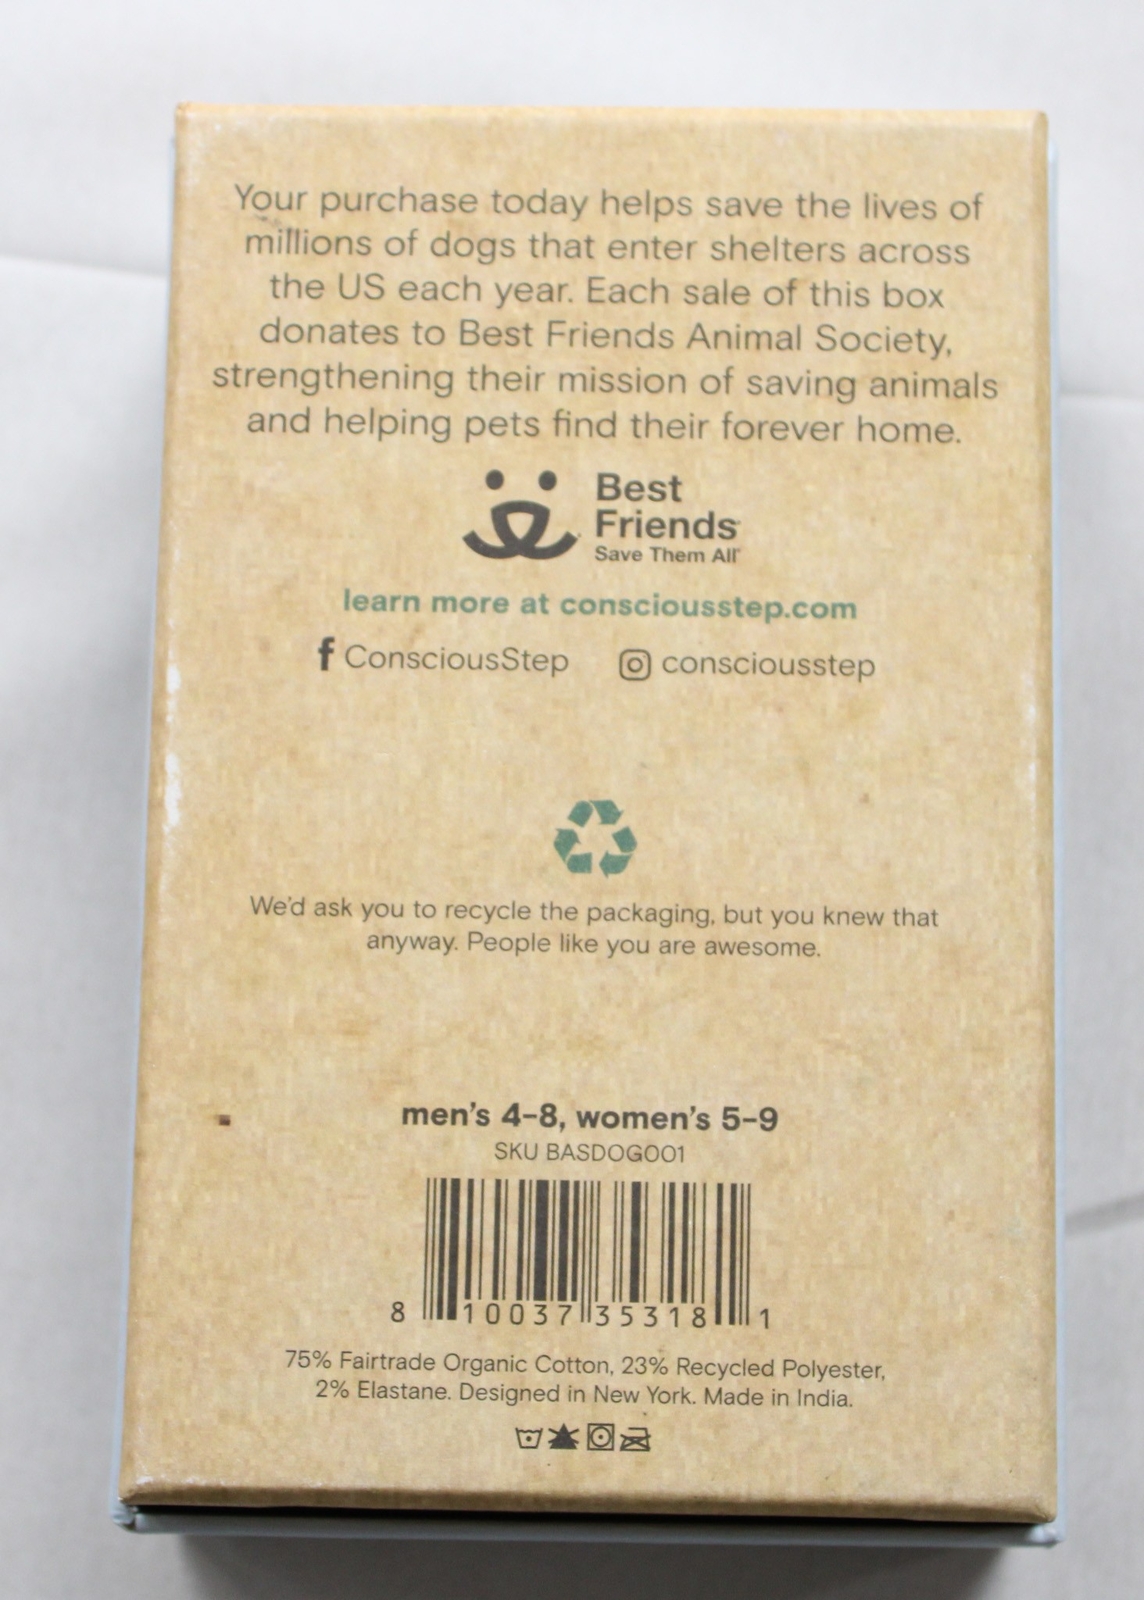 Your purchase today helps save the lives of
millions of dogs that enter shelters across
the US each year. Each sale of this box
donates to Best Friends Animal Society,
strengthening their mission of saving animals
and helping pets find their forever home.
Best
Friends
Save Them All
learn more at consciousstep.com
f ConsciousStep consciousstep
We'd ask you to recycle the packaging, but you knew that
anyway. People like you are awesome.
men's 4-8, women's 5-9
SKU BASDOG001
8 10037 35318 1
75% Fairtrade Organic Cotton, 23% Recycled Polyester,
2% Elastane. Designed in New York. Made in India.